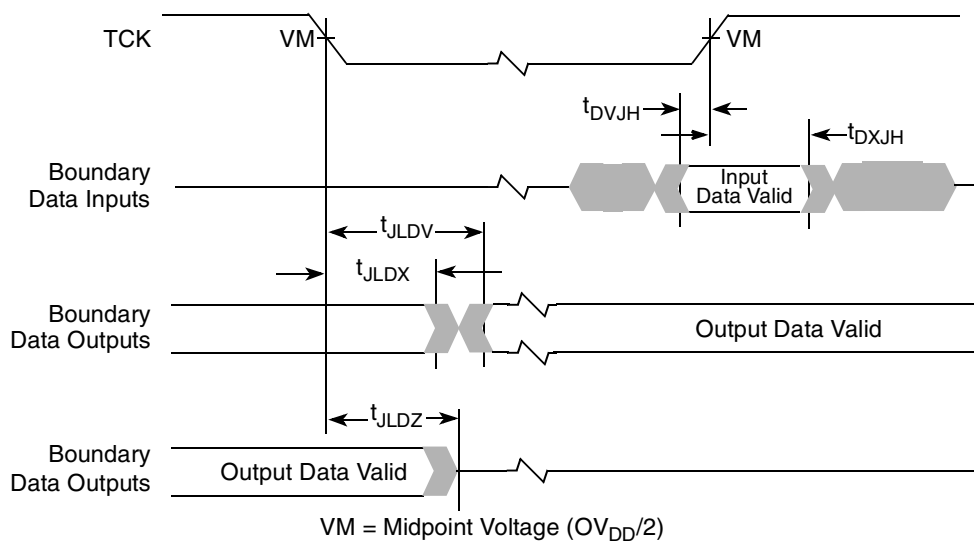 TCK
VM
VM
tDVJH
tDXJH
Boundary
Data Inputs
Input
Data Valid
tJLDV
tJLDX
Boundary
Data Outputs
Output Data Valid
tJLDZ
Boundary
Data Outputs
Output Data Valid
VM = Midpoint Voltage (OVDD/2)